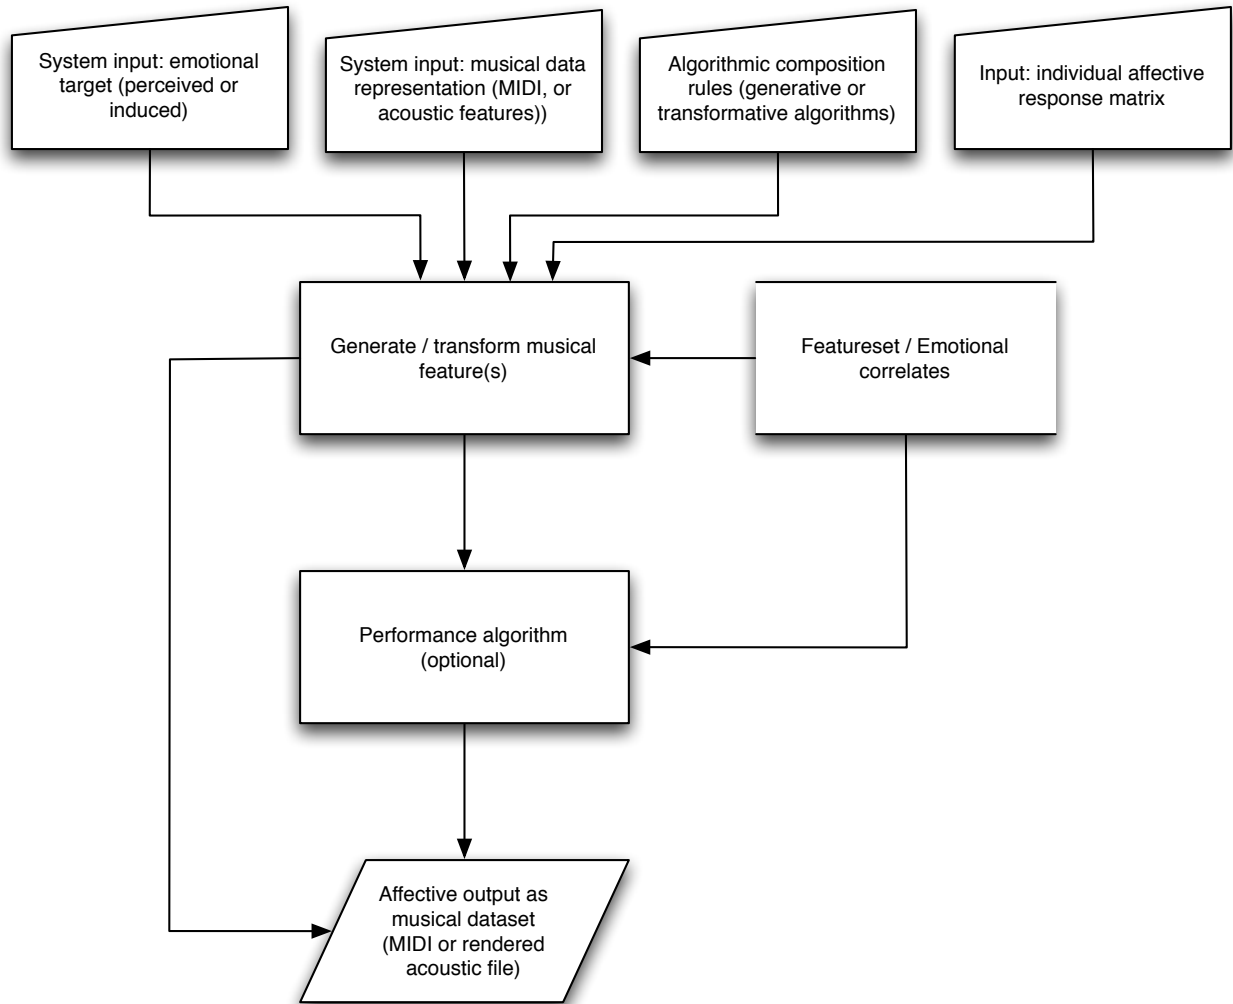 System input: emotional
target (perceived or
induced)
System input: musical data
representation (MIDI, or
acoustic features))
Algorithmic composition
rules (generative or
transformative algorithms)
Input: individual affective
response matrix
Generate / transform musical
feature(s)
Featureset / Emotional
correlates
Performance algorithm
(optional)
Affective output as
musical dataset
(MIDI or rendered
acoustic file)